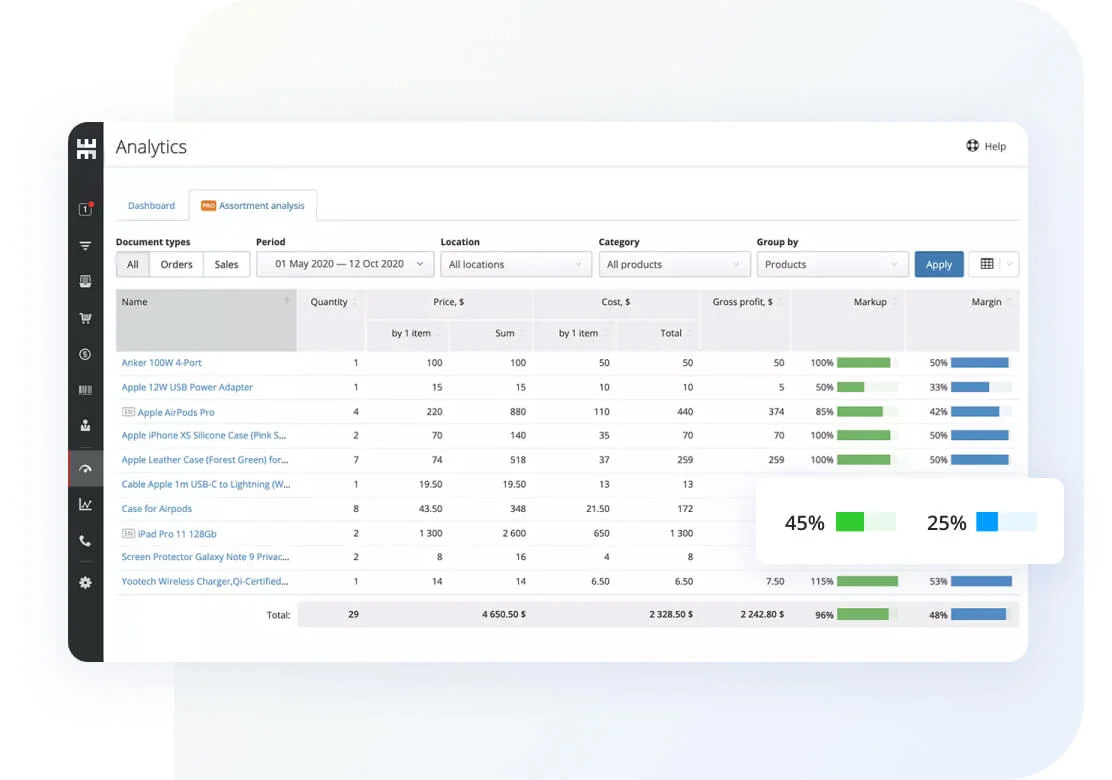 Analytics
Help
1
Dashboard
PRO Assortment analysis
Document types Period Location Category Group by
All Orders Sales 01 May 2020 — 12 Oct 2020 All locations All products Products Apply
Name Quantity Price, $ Cost, $ Gross profit, $ Markup Margin
by 1 item Sum by 1 item Total
Anker 100W 4-Port 1 100 100 50 50 50 100% 50%
Apple 12W USB Power Adapter 1 15 15 10 10 5 50% 33%
SN Apple AirPods Pro 4 220 880 110 440 374 85% 42%
Apple iPhone XS Silicone Case (Pink S... 2 70 140 35 70 70 100% 50%
Apple Leather Case (Forest Green) for... 7 74 518 37 259 259 100% 50%
Cable Apple 1m USB-C to Lightning (W... 1 19.50 19.50 13 13
Case for Airpods 8 43.50 348 21.50 172
45% 25%
SN iPad Pro 11 128Gb 2 1 300 2 600 650 1 300
Screen Protector Galaxy Note 9 Privac... 2 8 16 4 8
Yootech Wireless Charger,Qi-Certified... 1 14 14 6.50 6.50 7.50 115% 53%
Total: 29 4 650.50 $ 2 328.50 $ 2 242.80 $ 96% 48%